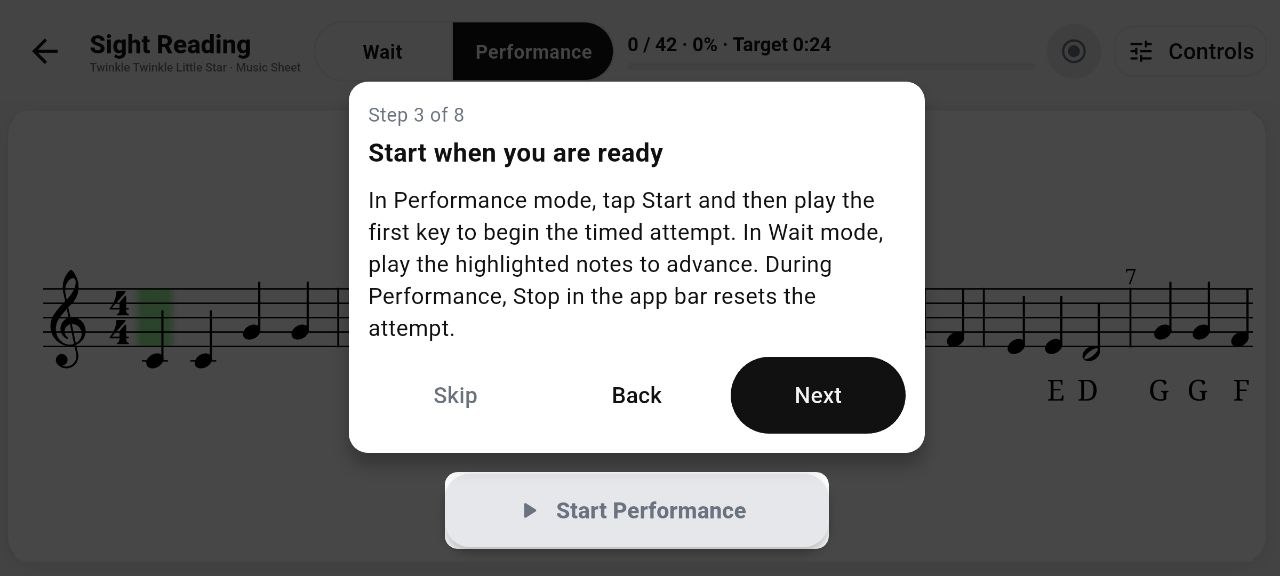 Sight Reading
Twinkle Twinkle Little Star · Music Sheet
Wait
Performance
0 / 42 · 0% · Target 0:24
Controls
Step 3 of 8
Start when you are ready
In Performance mode, tap Start and then play the
first key to begin the timed attempt. In Wait mode,
play the highlighted notes to advance. During
Performance, Stop in the app bar resets the
attempt.
Skip
Back
Next
4
4
7
E D G G F
Start Performance